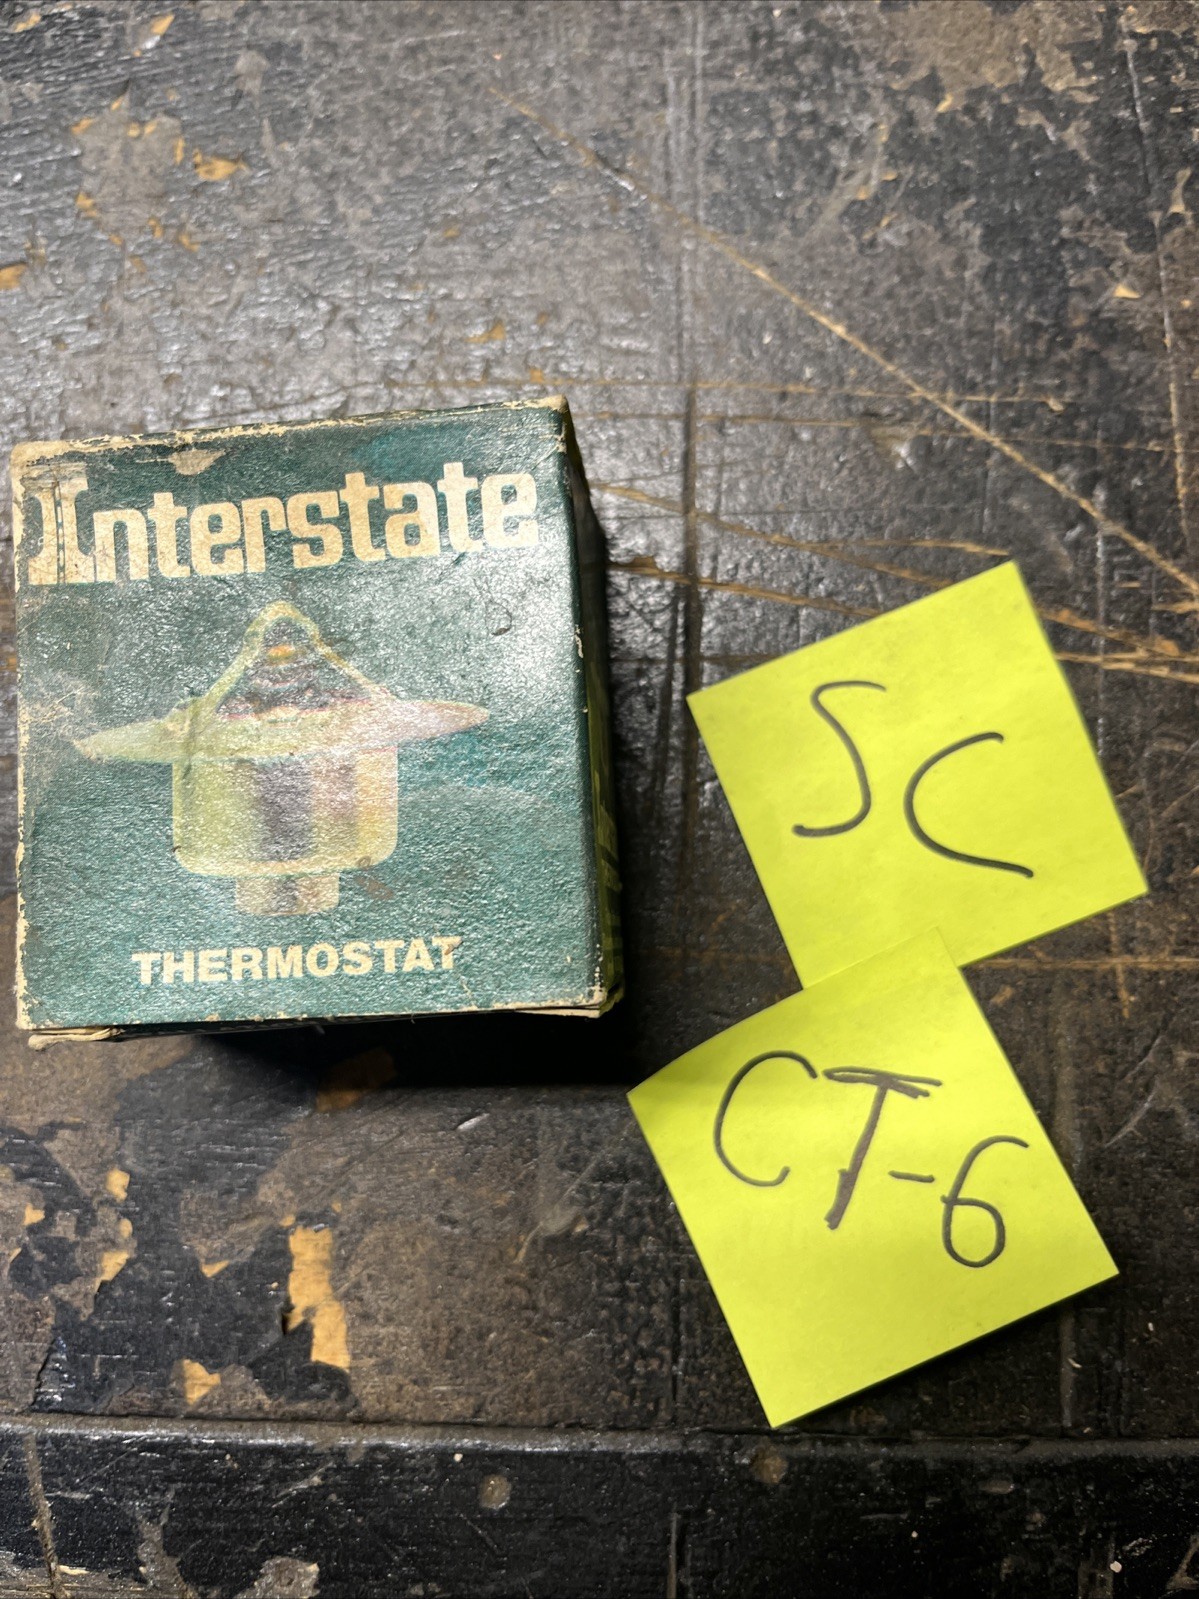 Interstate
THERMOSTAT
SC
CT-6